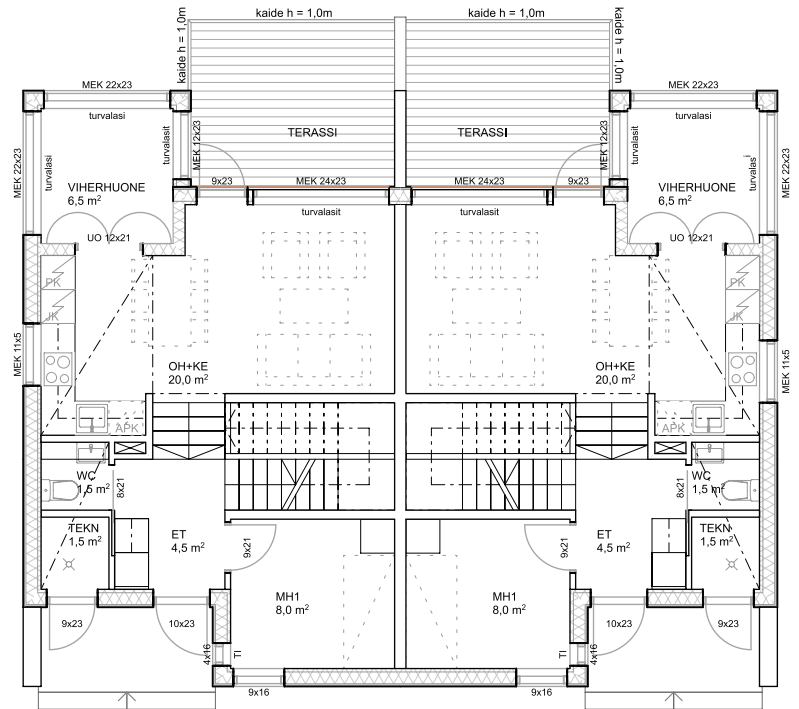 kaide h = 1,0m
kaide h = 1,0m
kaide h = 1,0m
kaide h = 1,0m
MEK 22x23
MEK 22x23
turvalasi
turvalasi
MEK 22x23
turvalasi
turvalasit
MEK 12x23
TERASSI
TERASSI
MEK 12x23
turvalasit
turvalasi
MEK 22x23
VIHERHUONE
6,5 m²
9x23
MEK 24x23
MEK 24x23
9x23
VIHERHUONE
6,5 m²
turvalasit
turvalasit
UO 12x21
UO 12x21
PK
PK
JK
JK
MEK 11x5
MEK 11x5
OH+KE
20,0 m²
OH+KE
20,0 m²
APK
APK
WC
1,5 m²
8x21
8x21
WC
1,5 m²
TEKN
1,5 m²
ET
4,5 m²
9x21
9x21
ET
4,5 m²
TEKN
1,5 m²
MH1
8,0 m²
MH1
8,0 m²
9x23
10x23
10x23
9x23
4x16
TI
TI
4x16
9x16
9x16